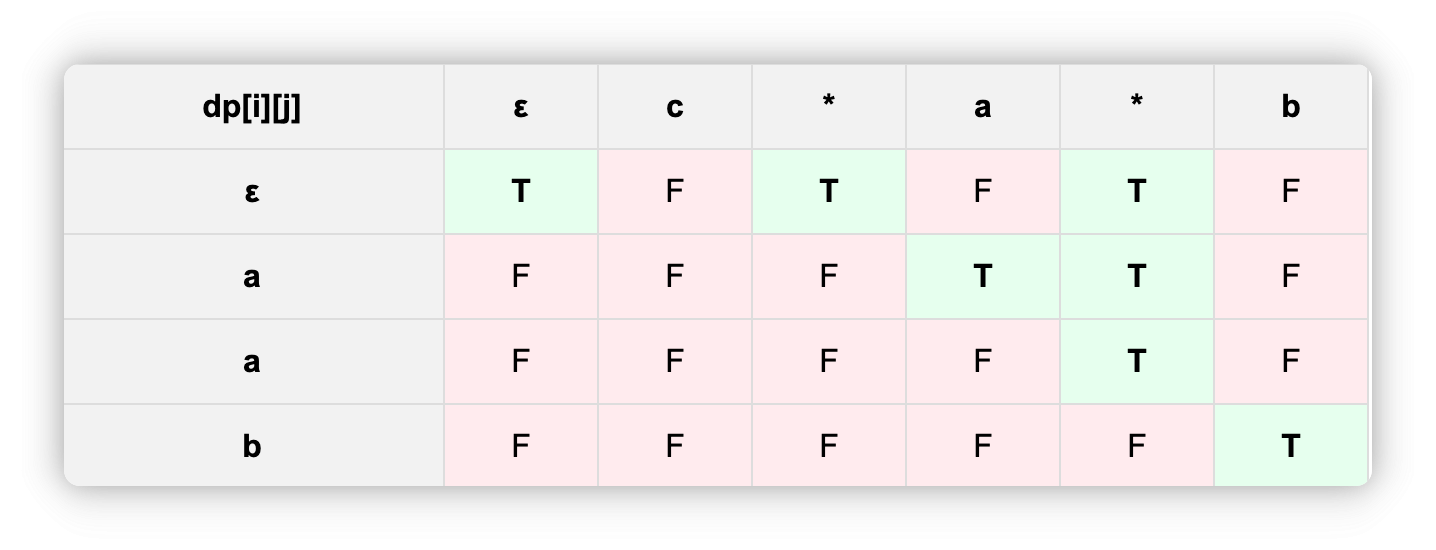 dp[i][j] ε c * a * b
ε T F T F T F
a F F F T T F
a F F F F T F
b F F F F F T